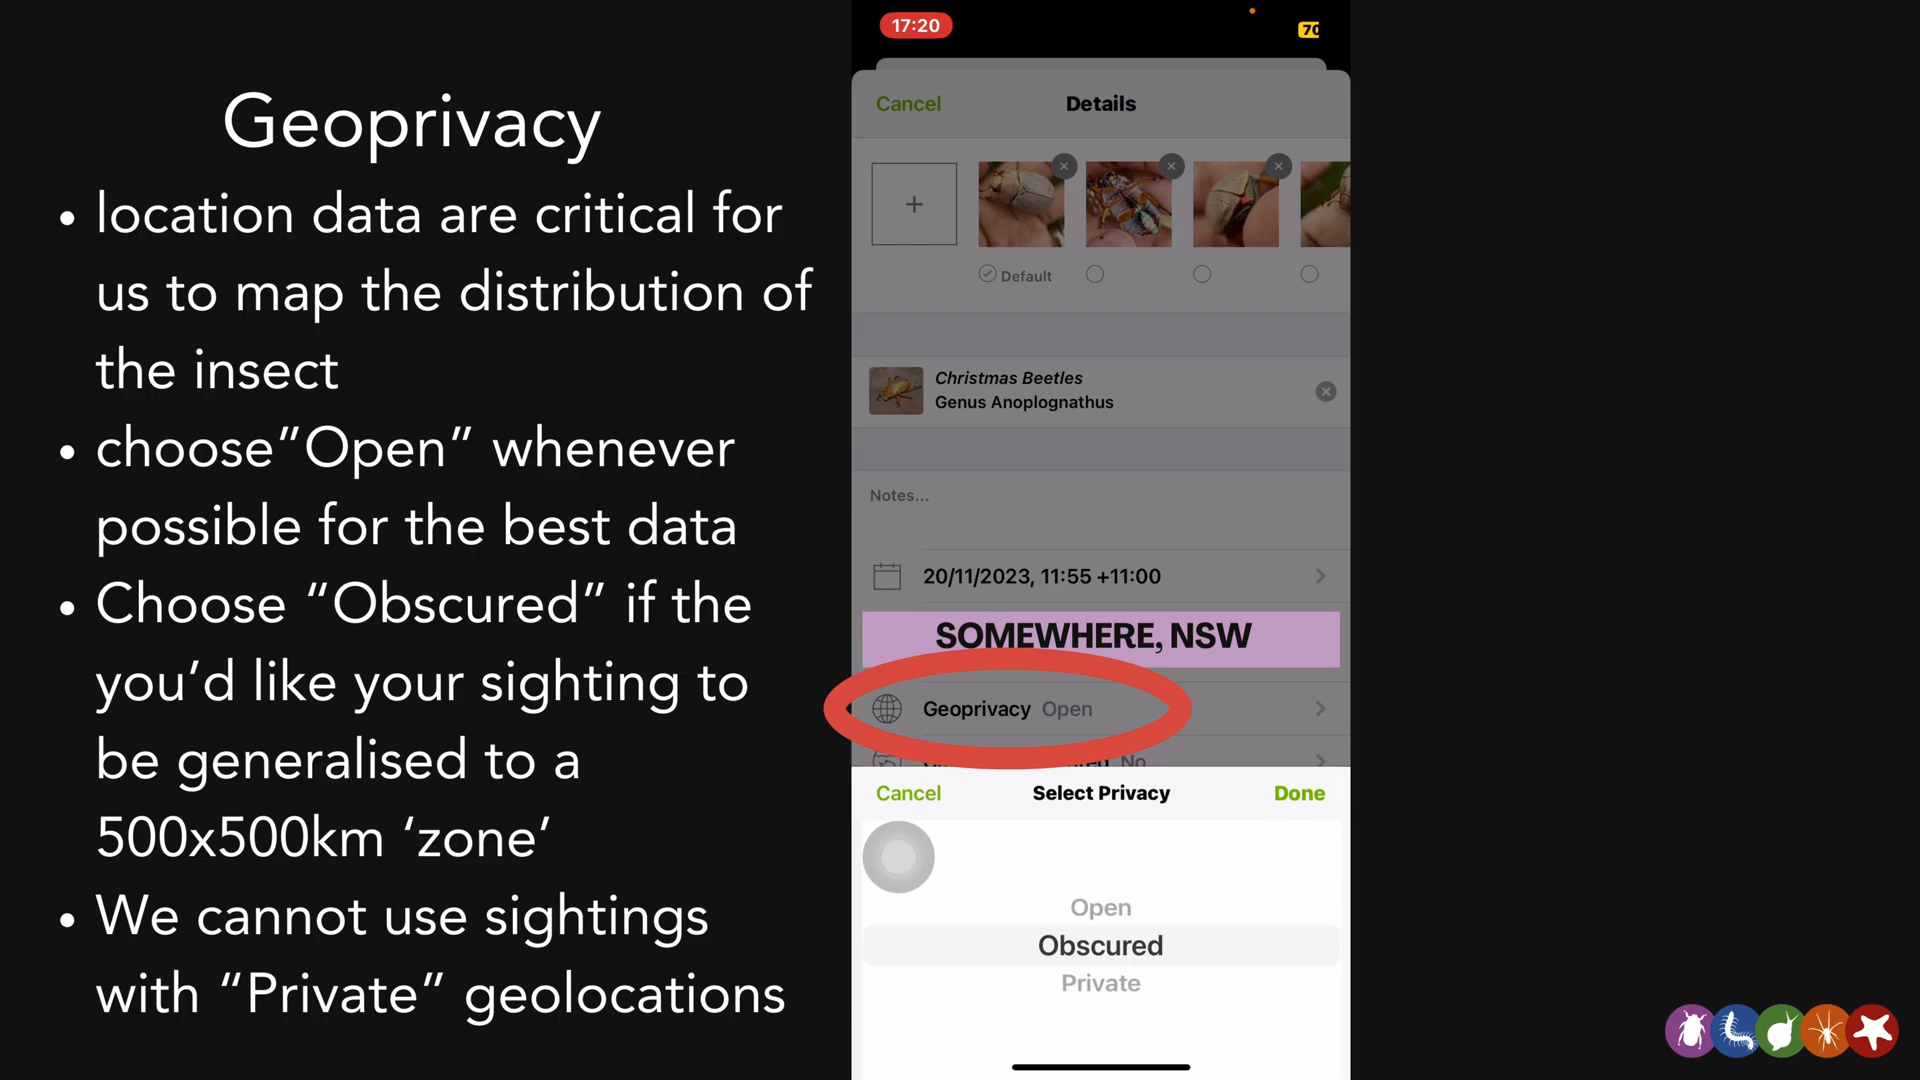 Geoprivacy
• location data are critical for
us to map the distribution of
the insect
• choose”Open” whenever
possible for the best data
• Choose “Obscured” if the
you’d like your sighting to
be generalised to a
500x500km ‘zone’
• We cannot use sightings
with “Private” geolocations
17:20
70
Cancel Details
Default
Christmas Beetles
Genus Anoplognathus
Notes...
20/11/2023, 11:55 +11:00
SOMEWHERE, NSW
Geoprivacy Open
No
Cancel Select Privacy Done
Open
Obscured
Private